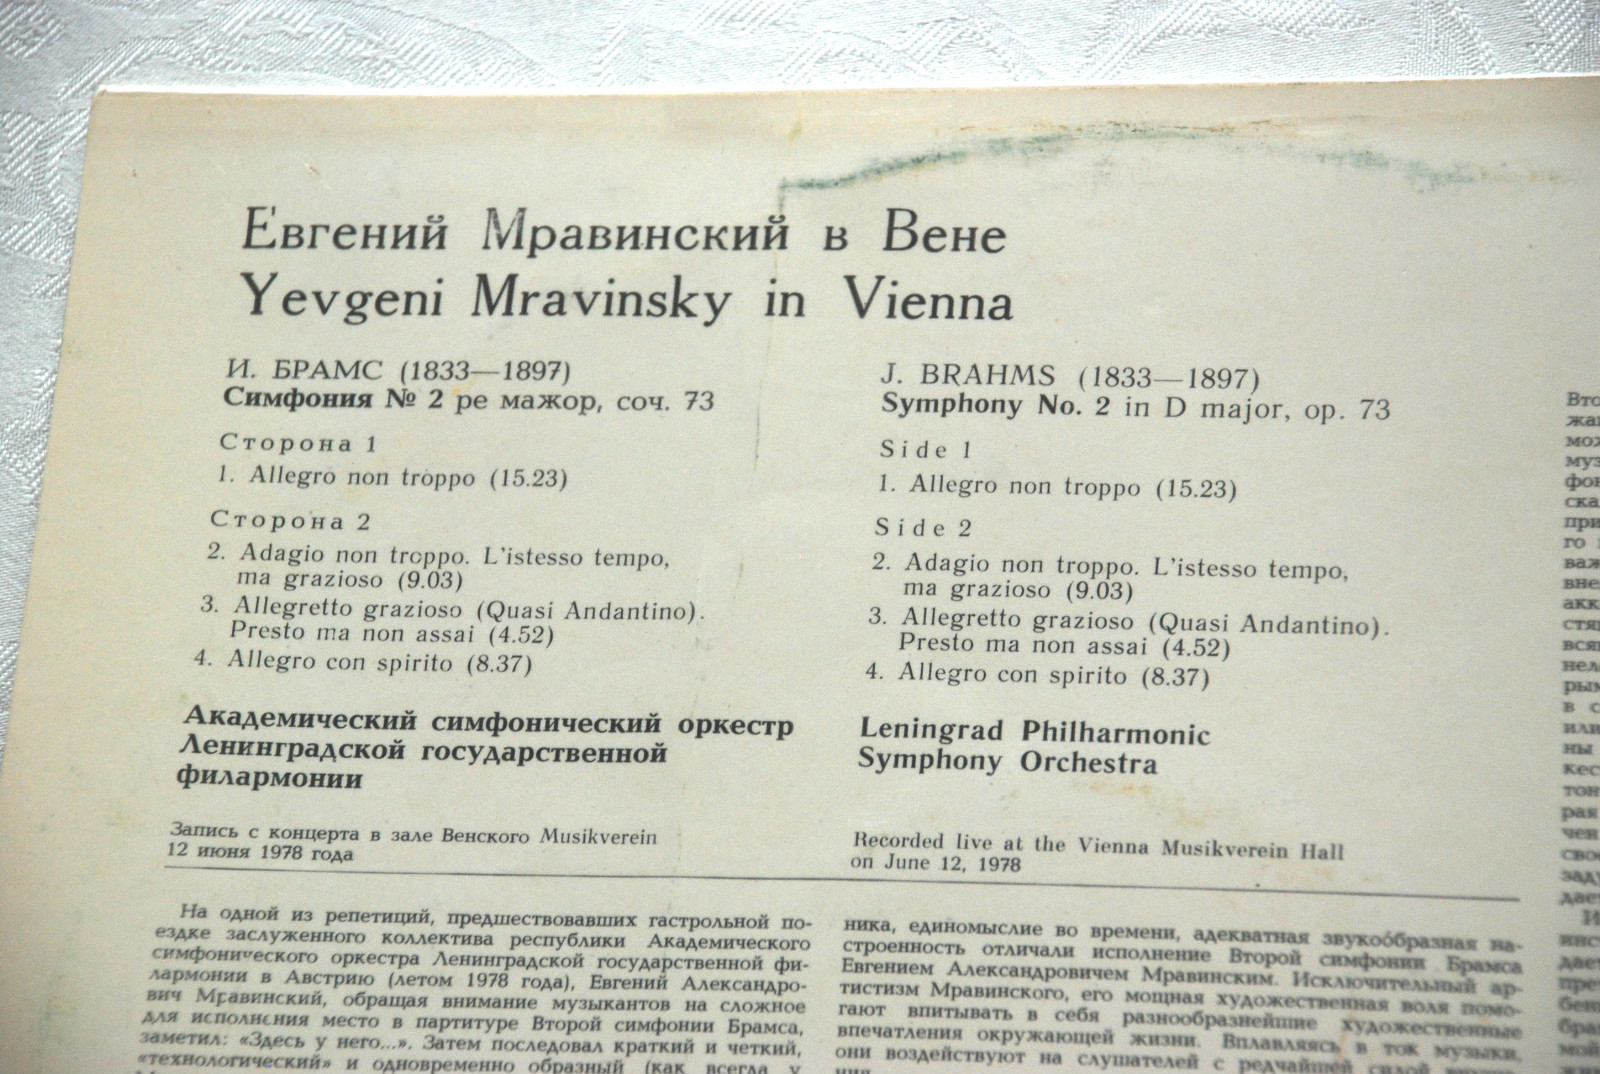 Евгений Мравинский в Вене
Yevgeni Mravinsky in Vienna
И. БРАМС (1833—1897)
Симфония № 2 ре мажор, соч. 73
Сторона 1
1. Allegro non troppo (15.23)
Сторона 2
2. Adagio non troppo. L'istesso tempo,
ma grazioso (9.03)
3. Allegretto grazioso (Quasi Andantino).
Presto ma non assai (4.52)
4. Allegro con spirito (8.37)
Академический симфонический оркестр
Ленинградской государственной
филармонии
Запись с концерта в зале Венского Musikverein
12 июня 1978 года
J. BRAHMS (1833—1897)
Symphony No. 2 in D major, op. 73
Side 1
1. Allegro non troppo (15.23)
Side 2
2. Adagio non troppo. L'istesso tempo,
ma grazioso (9.03)
3. Allegretto grazioso (Quasi Andantino).
Presto ma non assai (4.52)
4. Allegro con spirito (8.37)
Leningrad Philharmonic
Symphony Orchestra
Recorded live at the Vienna Musikverein Hall
on June 12, 1978
На одной из репетиций, предшествовавших гастрольной по-
ездке заслуженного коллектива республики Академического
симфонического оркестра Ленинградской государственной фи-
лармонии в Австрию (летом 1978 года), Евгений Александро-
вич Мравинский, обращая внимание музыкантов на сложное
для исполнения место в партитуре Второй симфонии Брамса,
заметил: «Здесь у него...». Затем последовал краткий и четкий,
«технологический» и одновременно образный (как всегда у
ника, единомыслие во времени, адекватная звукообразная на-
строенность отличали исполнение Второй симфонии Брамса
Евгением Александровичем Мравинским. Исключительный ар-
тистизм Мравинского, его мощная художественная воля помо-
гают впитывать в себя разнообразнейшие художественные
впечатления окружающей жизни. Вплавляясь в ток музыки,
они воздействуют на слушателей с редчайшей силой